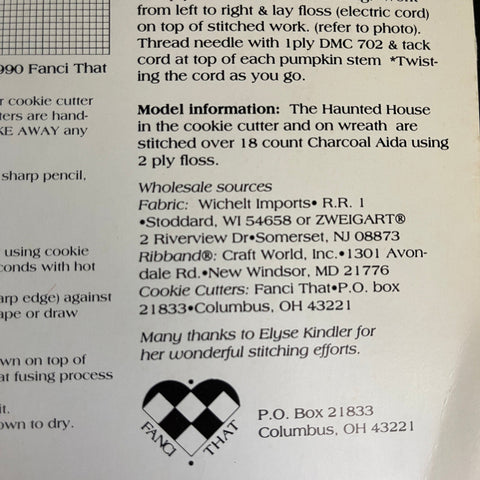 from left to right & lay floss (electric cord)
on top of stitched work. (refer to photo).
Thread needle with 1ply DMC 702 & tack
cord at top of each pumpkin stem *Twist-
ing the cord as you go.
Model information: The Haunted House
in the cookie cutter and on wreath are
stitched over 18 count Charcoal Aida using
2 ply floss.
Wholesale sources
Fabric: Wichelt Imports• R.R. 1
•Stoddard, WI 54658 or ZWEIGART®
2 Riverview Dr•Somerset, NJ 08873
Ribband®: Craft World, Inc.•1301 Avon-
dale Rd.•New Windsor, MD 21776
Cookie Cutters: Fanci That•P.O. box
21833•Columbus, OH 43221
Many thanks to Elyse Kindler for
her wonderful stitching efforts.
FANCI THAT
P.O. Box 21833
Columbus, OH 43221
990 Fanci That
r cookie cutter
ters are hand-
KE AWAY any
sharp pencil,
using cookie
conds with hot
arp edge) against
ape or draw
wn on top of
at fusing process
it.
own to dry.